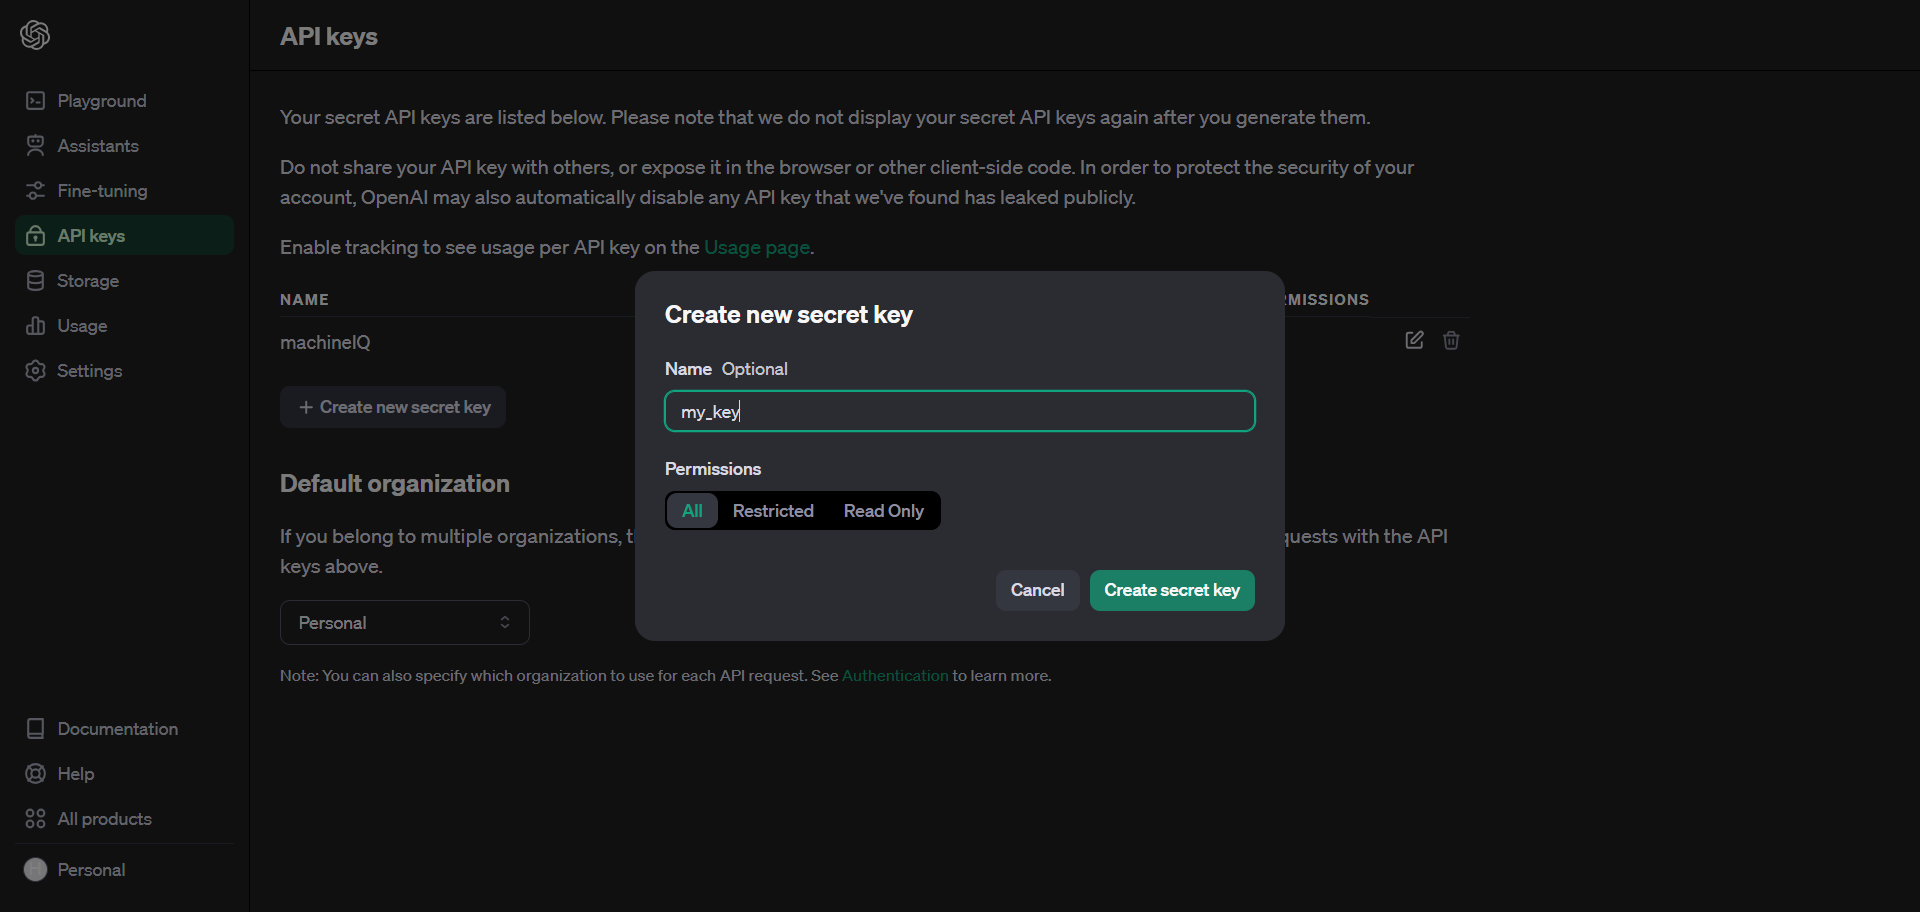 API keys
Playground
Assistants
Fine-tuning
API keys
Storage
Usage
Settings
Documentation
Help
All products
Personal
Your secret API keys are listed below. Please note that we do not display your secret API keys again after you generate them.
Do not share your API key with others, or expose it in the browser or other client-side code. In order to protect the security of your
account, OpenAI may also automatically disable any API key that we've found has leaked publicly.
Enable tracking to see usage per API key on the Usage page.
NAME
machineIQ
+ Create new secret key
Default organization
If you belong to multiple organizations,
with the API
keys above.
Personal
Note: You can also specify which organization to use for each API request. See Authentication to learn more.
Create new secret key
Name Optional
my_key
Permissions
All Restricted Read Only
Cancel Create secret key